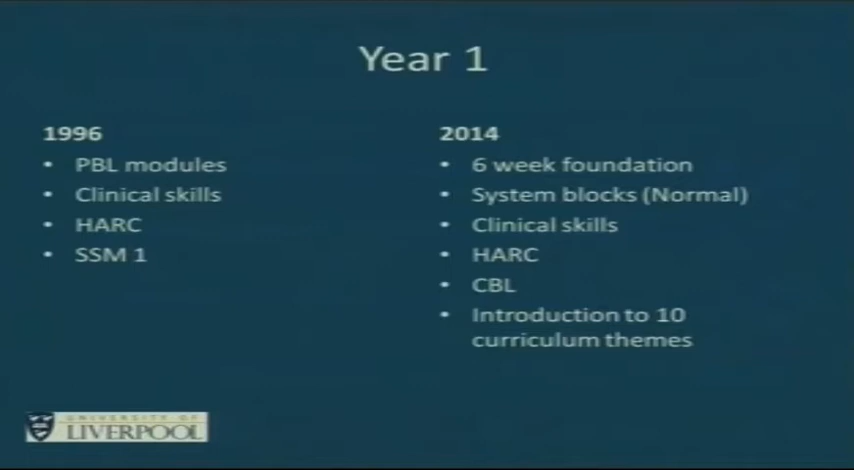 Year 1
1996
• PBL modules
• Clinical skills
• HARC
• SSM 1
2014
• 6 week foundation
• System blocks (Normal)
• Clinical skills
• HARC
• CBL
• Introduction to 10
curriculum themes
UNIVERSITY OF
LIVERPOOL